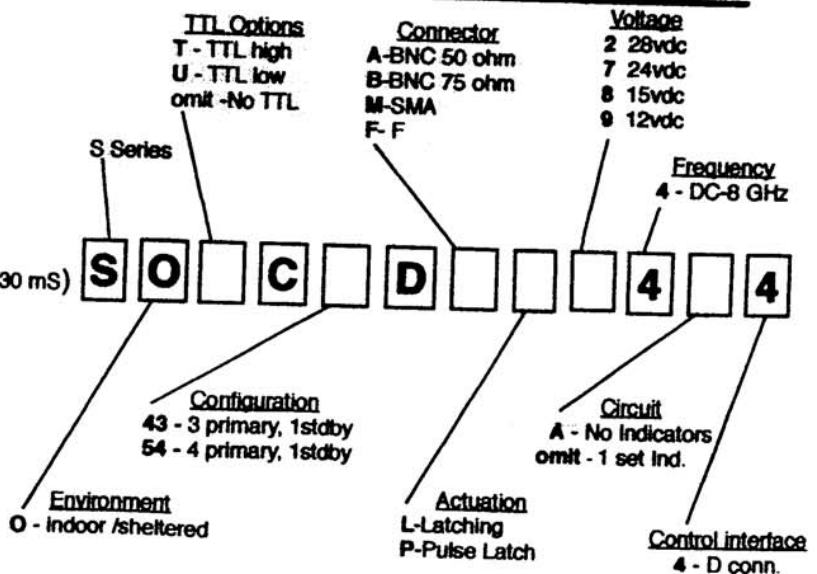 TTL Options
T - TTL high
U - TTL low
omit -No TTL
Connector
A-BNC 50 ohm
B-BNC 75 ohm
M-SMA
F- F
Voltage
2 28vdc
7 24vdc
8 15vdc
9 12vdc
S Series
Frequency
4 - DC-8 GHz
30 mS) S O C D 4 4
Configuration
43 - 3 primary, 1stdby
54 - 4 primary, 1stdby
Circuit
A - No Indicators
omit - 1 set Ind.
Environment
O - Indoor /sheltered
Actuation
L-Latching
P-Pulse Latch
Control interface
4 - D conn.